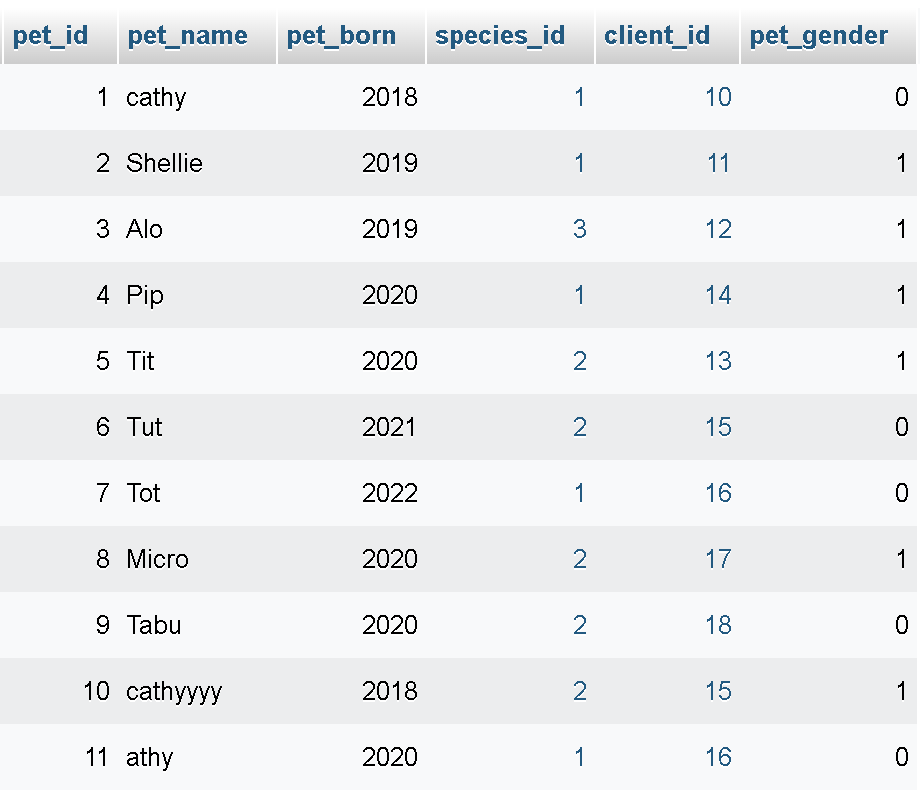 pet_id pet_name pet_born species_id client_id pet_gender
1 cathy 2018 1 10 0
2 Shellie 2019 1 11 1
3 Alo 2019 3 12 1
4 Pip 2020 1 14 1
5 Tit 2020 2 13 1
6 Tut 2021 2 15 0
7 Tot 2022 1 16 0
8 Micro 2020 2 17 1
9 Tabu 2020 2 18 0
10 cathyyyy 2018 2 15 1
11 athy 2020 1 16 0